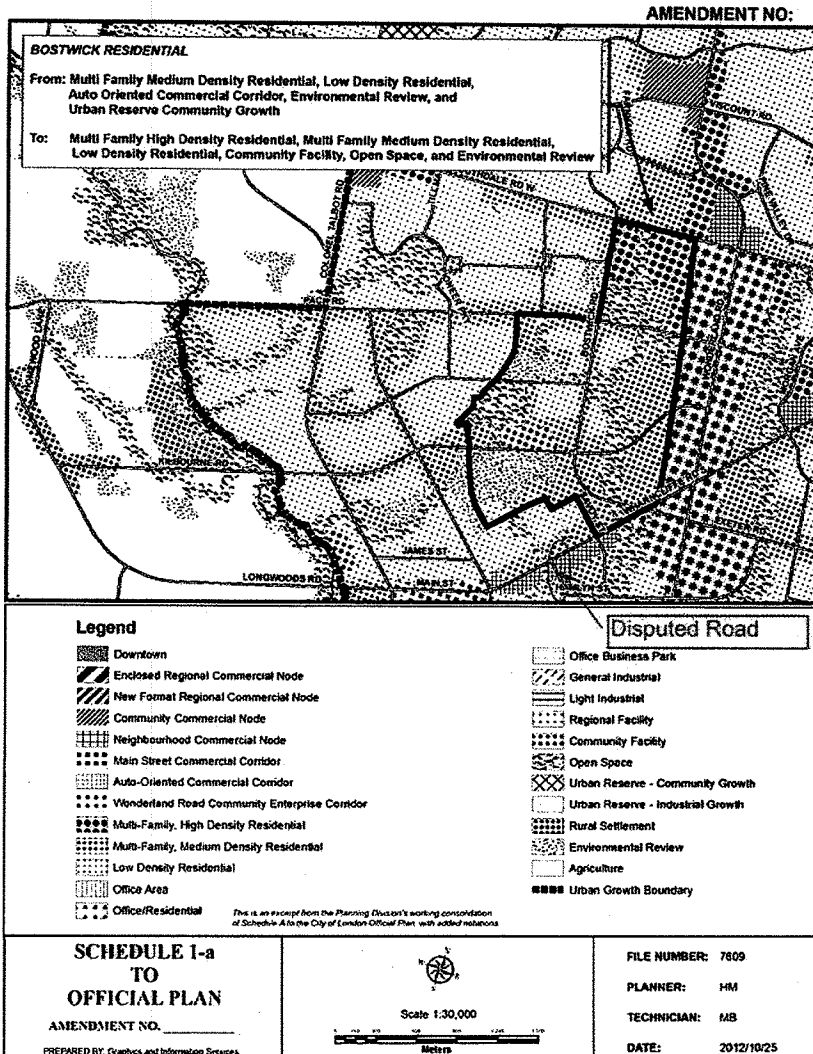 AMENDMENT NO:
BOSTWICK RESIDENTIAL
From: Multi Family Medium Density Residential, Low Density Residential,
Auto Oriented Commercial Corridor, Environmental Review, and
Urban Reserve Community Growth
To: Multi Family High Density Residential, Multi Family Medium Density Residential,
Low Density Residential, Community Facility, Open Space, and Environmental Review
VISCOUNT RD
COLONEL TALBOT RD
JAMES ST
LONGWOODS RD
MAIN ST
Disputed Road
Legend
Downtown
Enclosed Regional Commercial Node
New Format Regional Commercial Node
Community Commercial Node
Neighbourhood Commercial Node
Main Street Commercial Corridor
Auto-Oriented Commercial Corridor
Wonderland Road Community Enterprise Corridor
Multi-Family, High Density Residential
Multi-Family, Medium Density Residential
Low Density Residential
Office Area
Office/Residential
Office Business Park
General Industrial
Light Industrial
Regional Facility
Community Facility
Open Space
Urban Reserve - Community Growth
Urban Reserve - Industrial Growth
Rural Settlement
Environmental Review
Agriculture
Urban Growth Boundary
This is an excerpt from the Planning Division's working consolidation
of Schedule A to the City of London Official Plan, with added notations
SCHEDULE 1-a
TO
OFFICIAL PLAN
AMENDMENT NO.
PREPARED BY: Graphics and Information Services
Scale 1:30,000
Meters
FILE NUMBER: 7609
PLANNER: HM
TECHNICIAN: MB
DATE: 2012/10/25